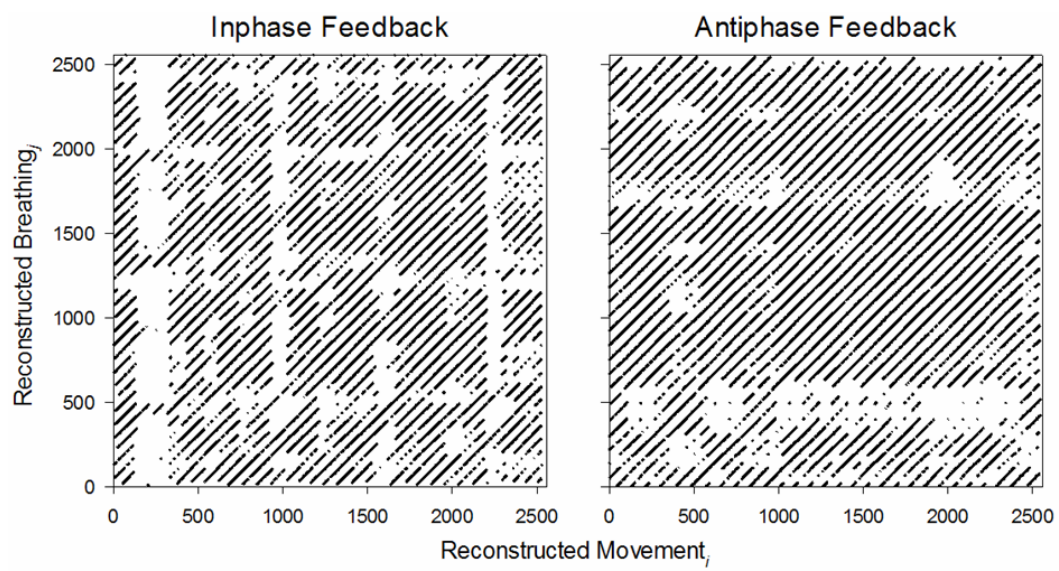 Inphase Feedback
Antiphase Feedback
Reconstructed Breathingj
2500
2000
1500
1000
500
0
0 500 1000 1500 2000 2500
0 500 1000 1500 2000 2500
Reconstructed Movementi